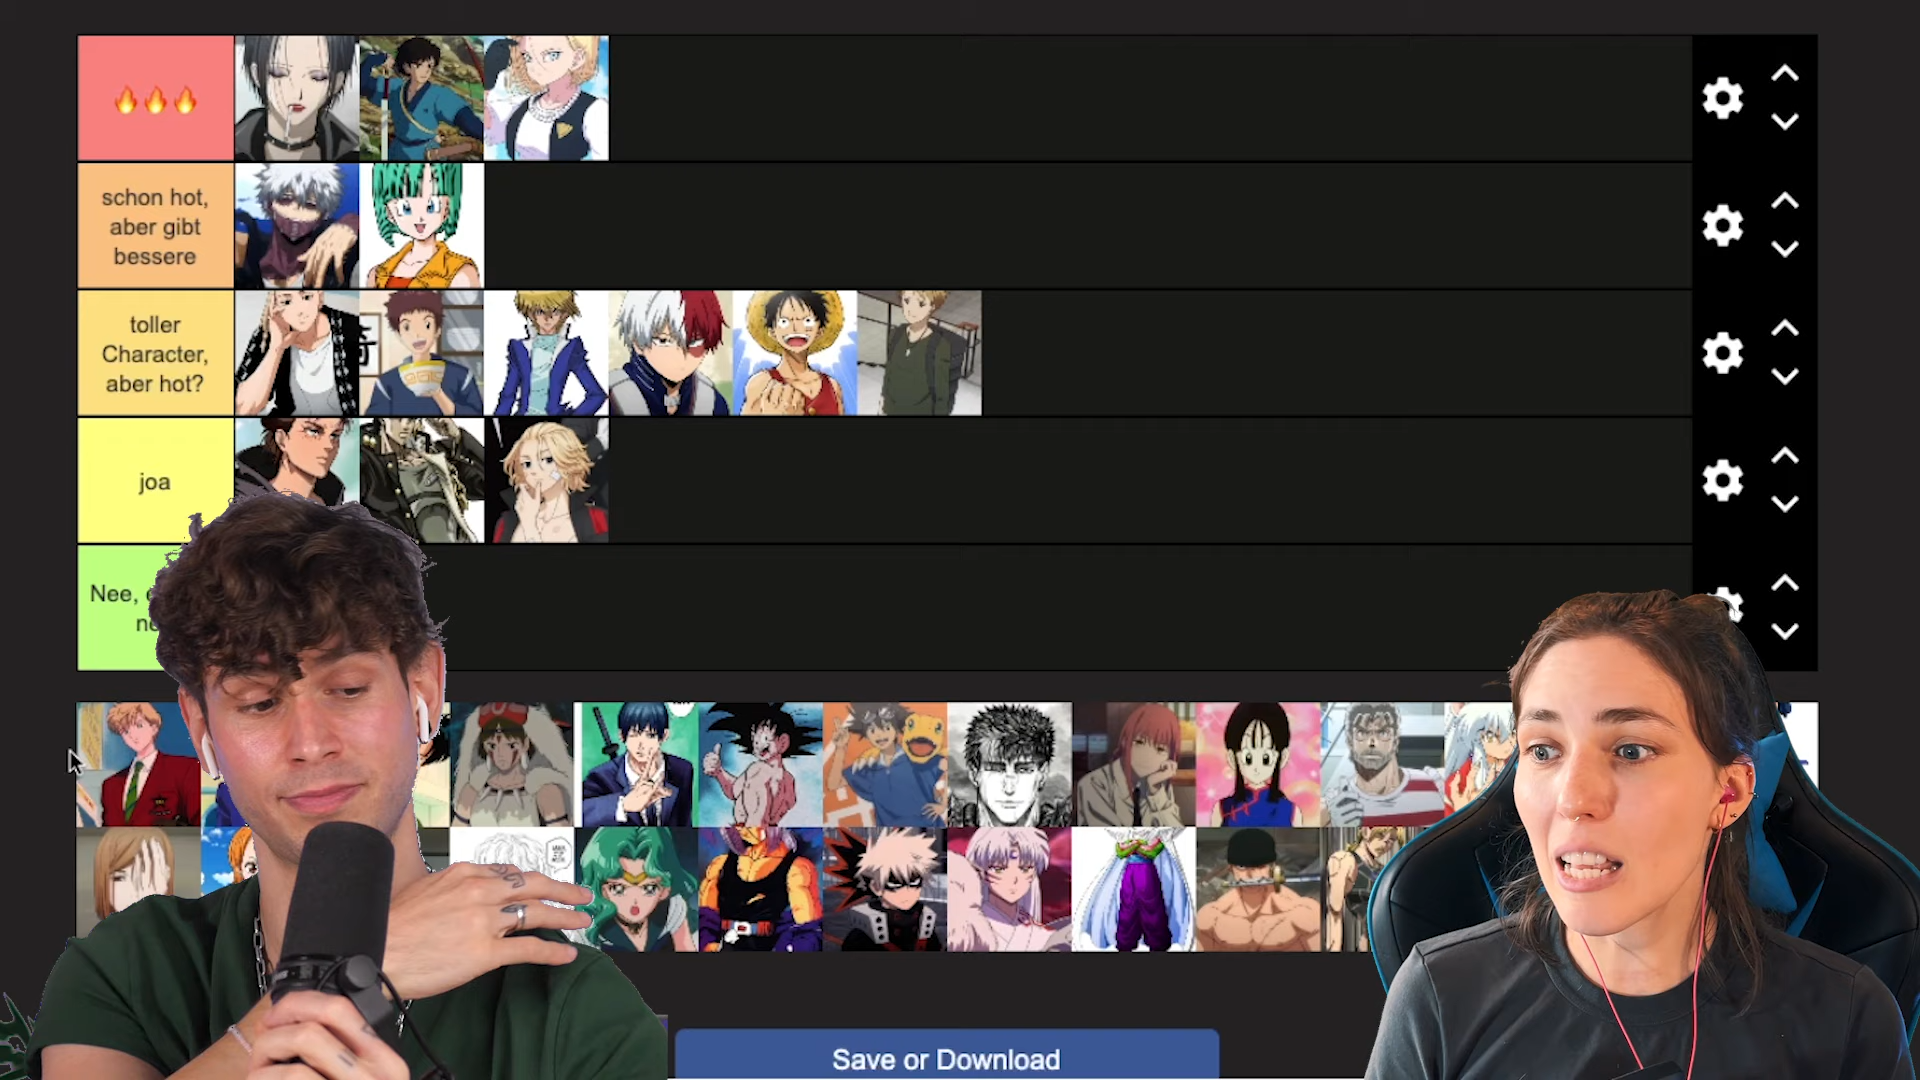 🔥🔥🔥
schon hot,
aber gibt
bessere
toller
Character,
aber hot?
joa
Nee,
Save or Download